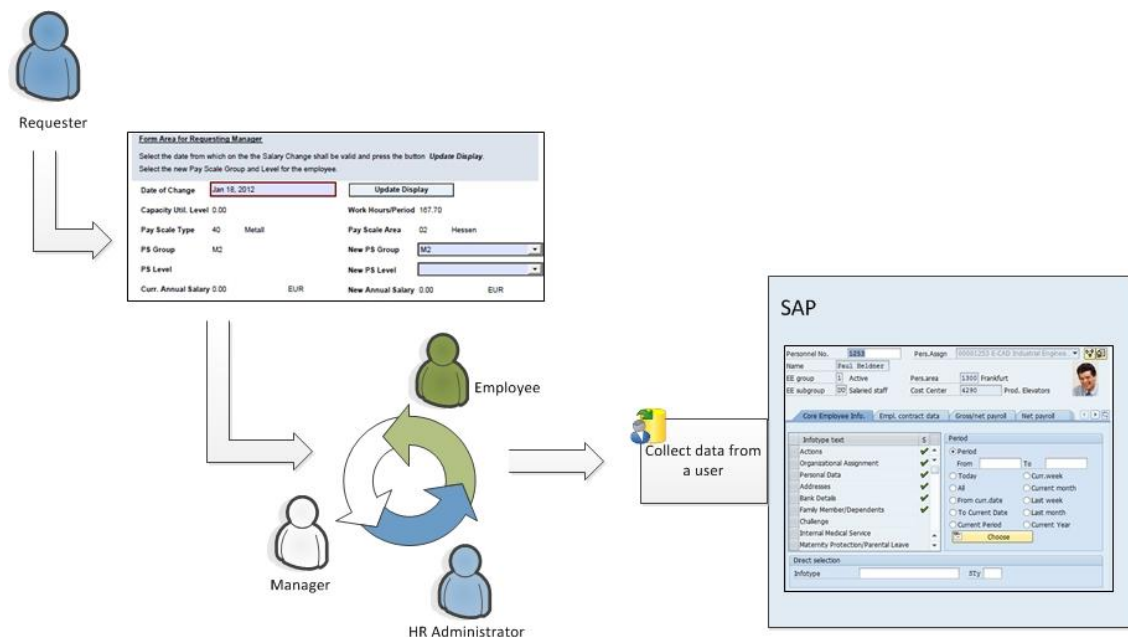 Requester
Form Area for Requesting Manager
Select the date from which on the the Salary Change shall be valid and press the button Update Display.
Select the new Pay Scale Group and Level for the employee.
Date of Change Jan 18, 2012 Update Display
Capacity Util. Level 0.00 Work Hours/Period 167.70
Pay Scale Type 40 Metall Pay Scale Area 02 Hessen
PS Group M2 New PS Group M2
PS Level New PS Level
Curr. Annual Salary 0.00 EUR New Annual Salary 0.00 EUR
Employee
Manager
HR Administrator
Collect data from
a user
SAP
Personnel No. 1253 Pers.Assgn 00001253 E-CAD Industrial Enginee..
Name Paul Heldner
EE group 1 Active Pers.area 1300 Frankfurt
EE subgroup DU Salaried staff Cost Center 4290 Prod. Elevators
Core Employee Info. Empl. contract data Gross/net payroll Net payroll
Infotype text S Period
Actions Period
Organizational Assignment From To
Personal Data Today Curr.week
Addresses All Current month
Bank Details From curr.date Last week
Family Member/Dependents To Current Date Last month
Challenge Current Period Current Year
Internal Medical Service Choose
Maternity Protection/Parental Leave
Direct selection
Infotype STy